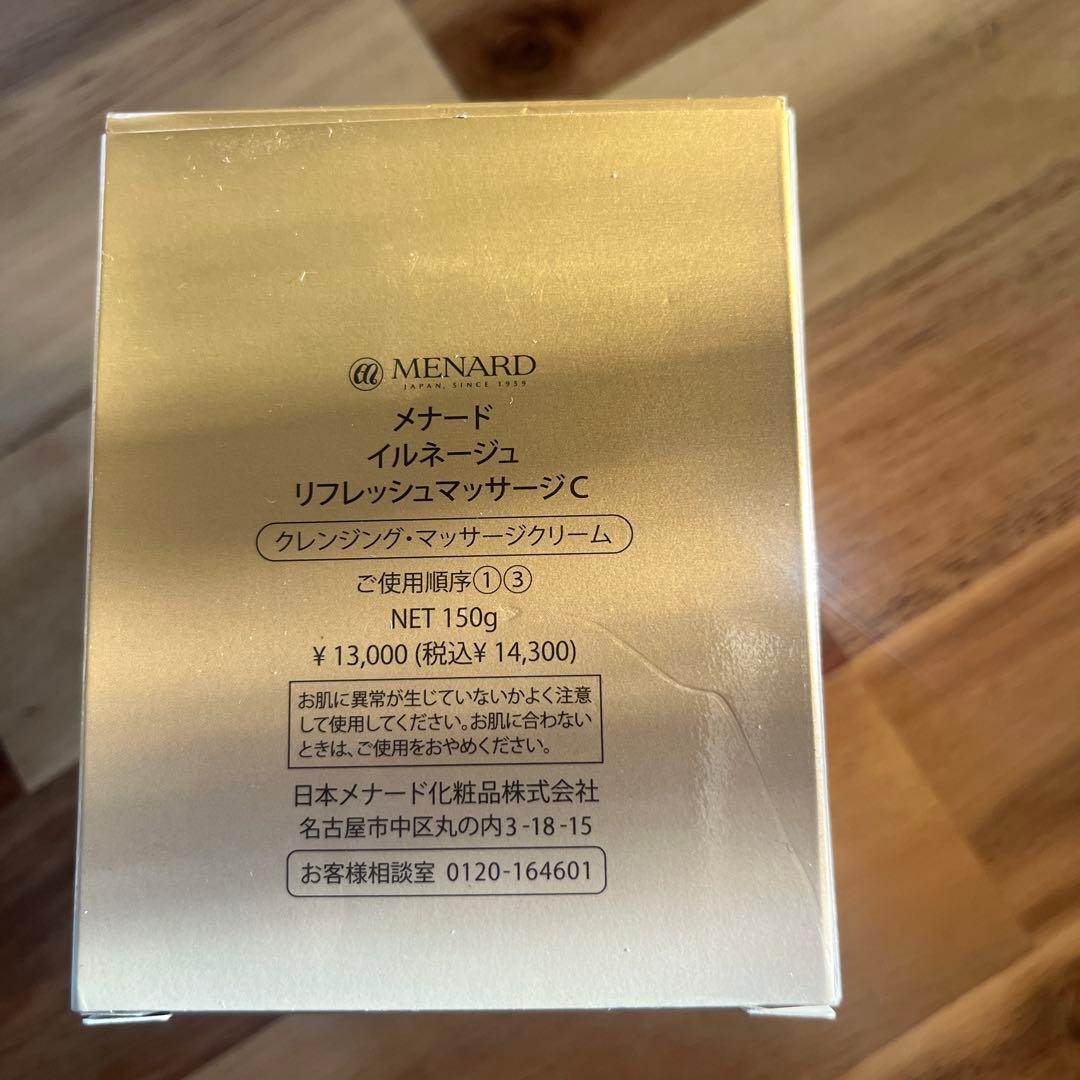 MENARD
JAPAN, SINCE 1959
メナード
イルネージュ
リフレッシュマッサージC
クレンジング・マッサージクリーム
ご使用順序①③
NET 150g
¥ 13,000 (税込¥ 14,300)
お肌に異常が生じていないかよく注意
して使用してください。お肌に合わない
ときは、ご使用をおやめください。
日本メナード化粧品株式会社
名古屋市中区丸の内3-18-15
お客様相談室 0120-164601